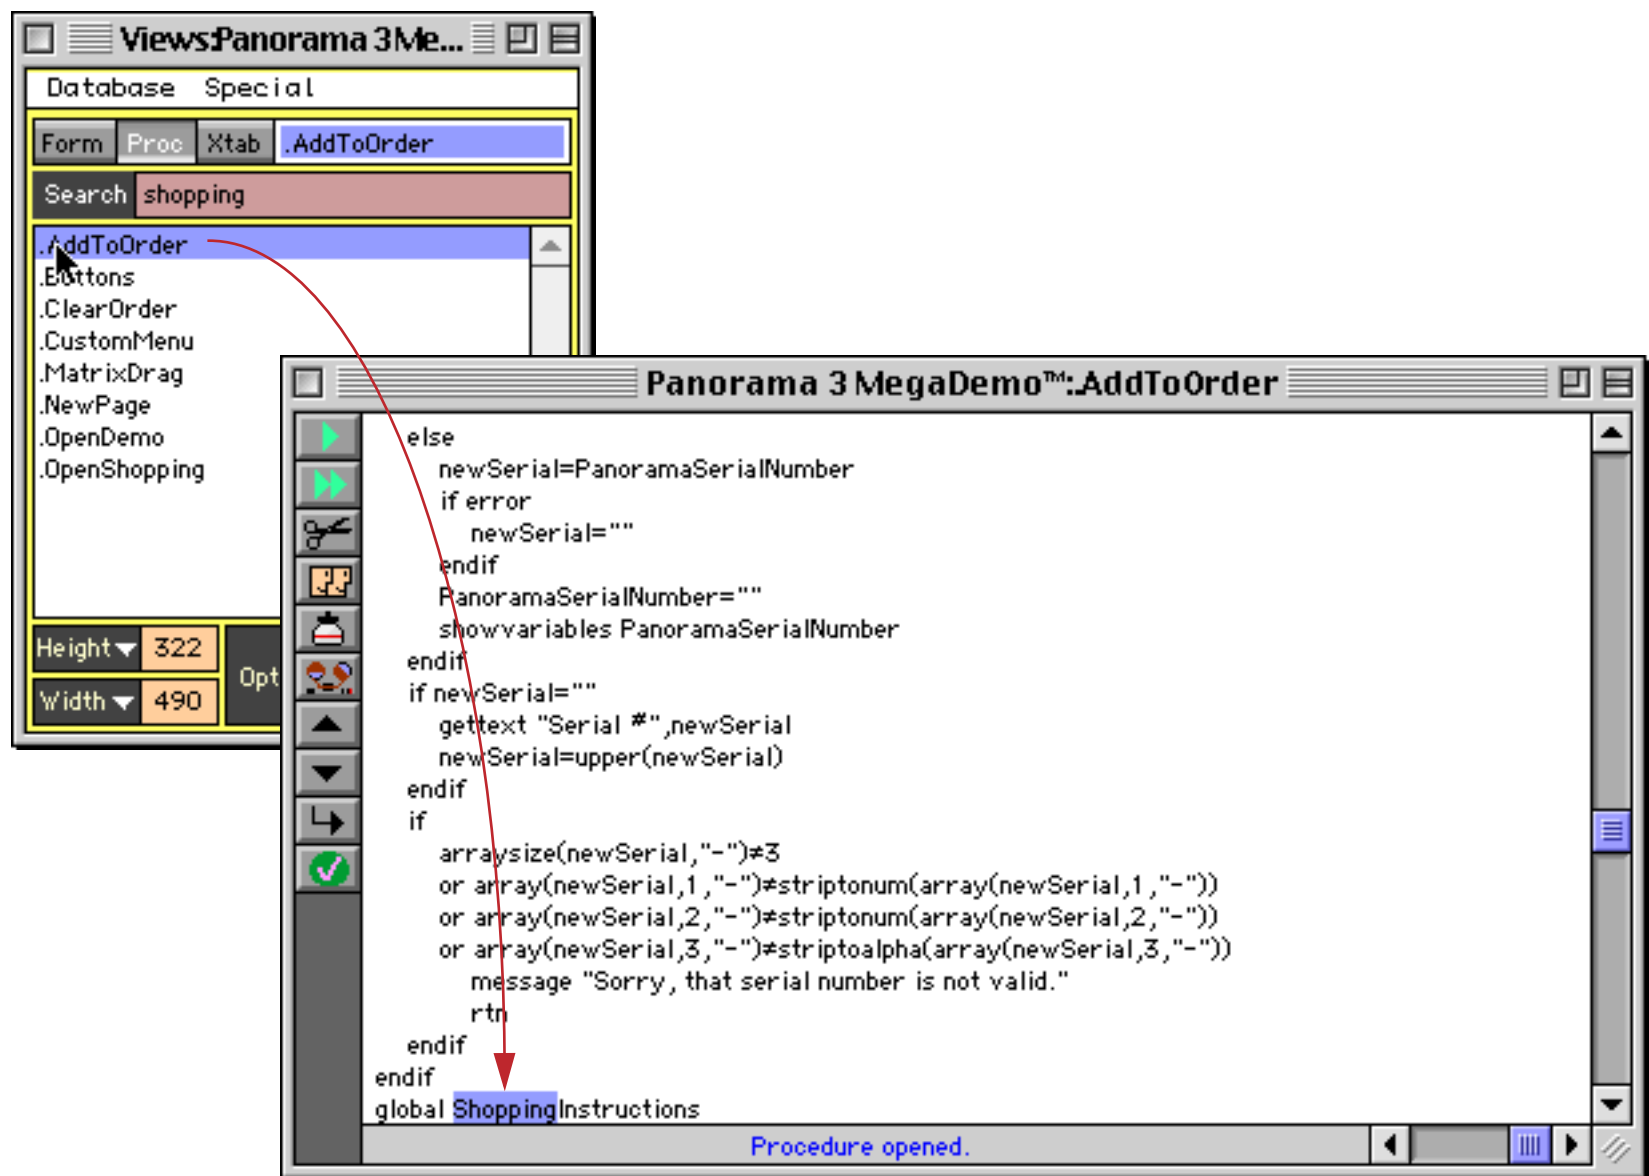 Views:Panorama 3 Me...
Database Special
Form Proc Xtab .AddToOrder
Search shopping
.AddToOrder
.Buttons
.ClearOrder
.CustomMenu
.MatrixDrag
.NewPage
.OpenDemo
.OpenShopping
Height 322
Opt
Width 490
Panorama 3 MegaDemo™:.AddToOrder
else
newSerial=PanoramaSerialNumber
if error
newSerial=""
endif
PanoramaSerialNumber=""
showvariables PanoramaSerialNumber
endif
if newSerial=""
gettext "Serial #",newSerial
newSerial=upper(newSerial)
endif
if
arraysize(newSerial,"-")≠3
or array(newSerial,1,"-")≠striptonum(array(newSerial,1,"-"))
or array(newSerial,2,"-")≠striptonum(array(newSerial,2,"-"))
or array(newSerial,3,"-")≠striptoalpha(array(newSerial,3,"-"))
message "Sorry, that serial number is not valid."
rtn
endif
endif
global ShoppingInstructions
Procedure opened.